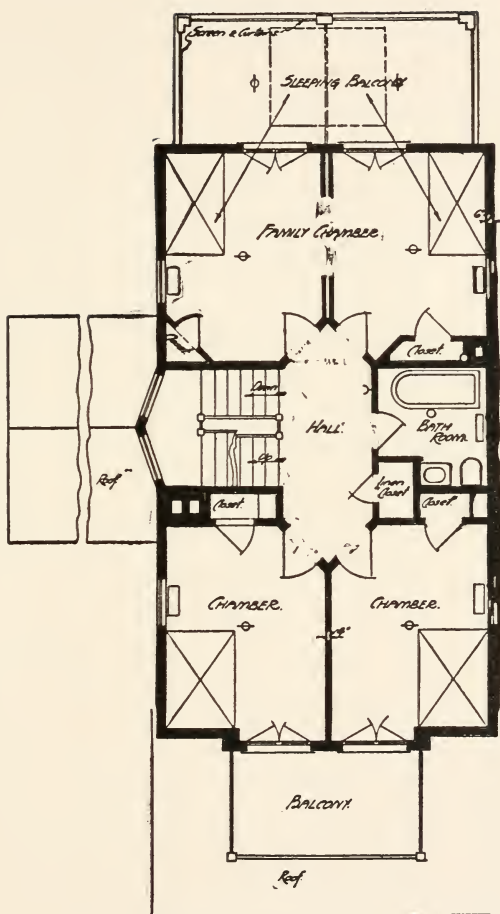 Screen & Curtains
SLEEPING BALCONY
FAMILY CHAMBER.
Closet.
Down
HALL.
BATH
ROOM.
Roof
Up
Linen
Closet
Closet.
Closet.
CHAMBER.
CHAMBER.
BALCONY.
Roof.